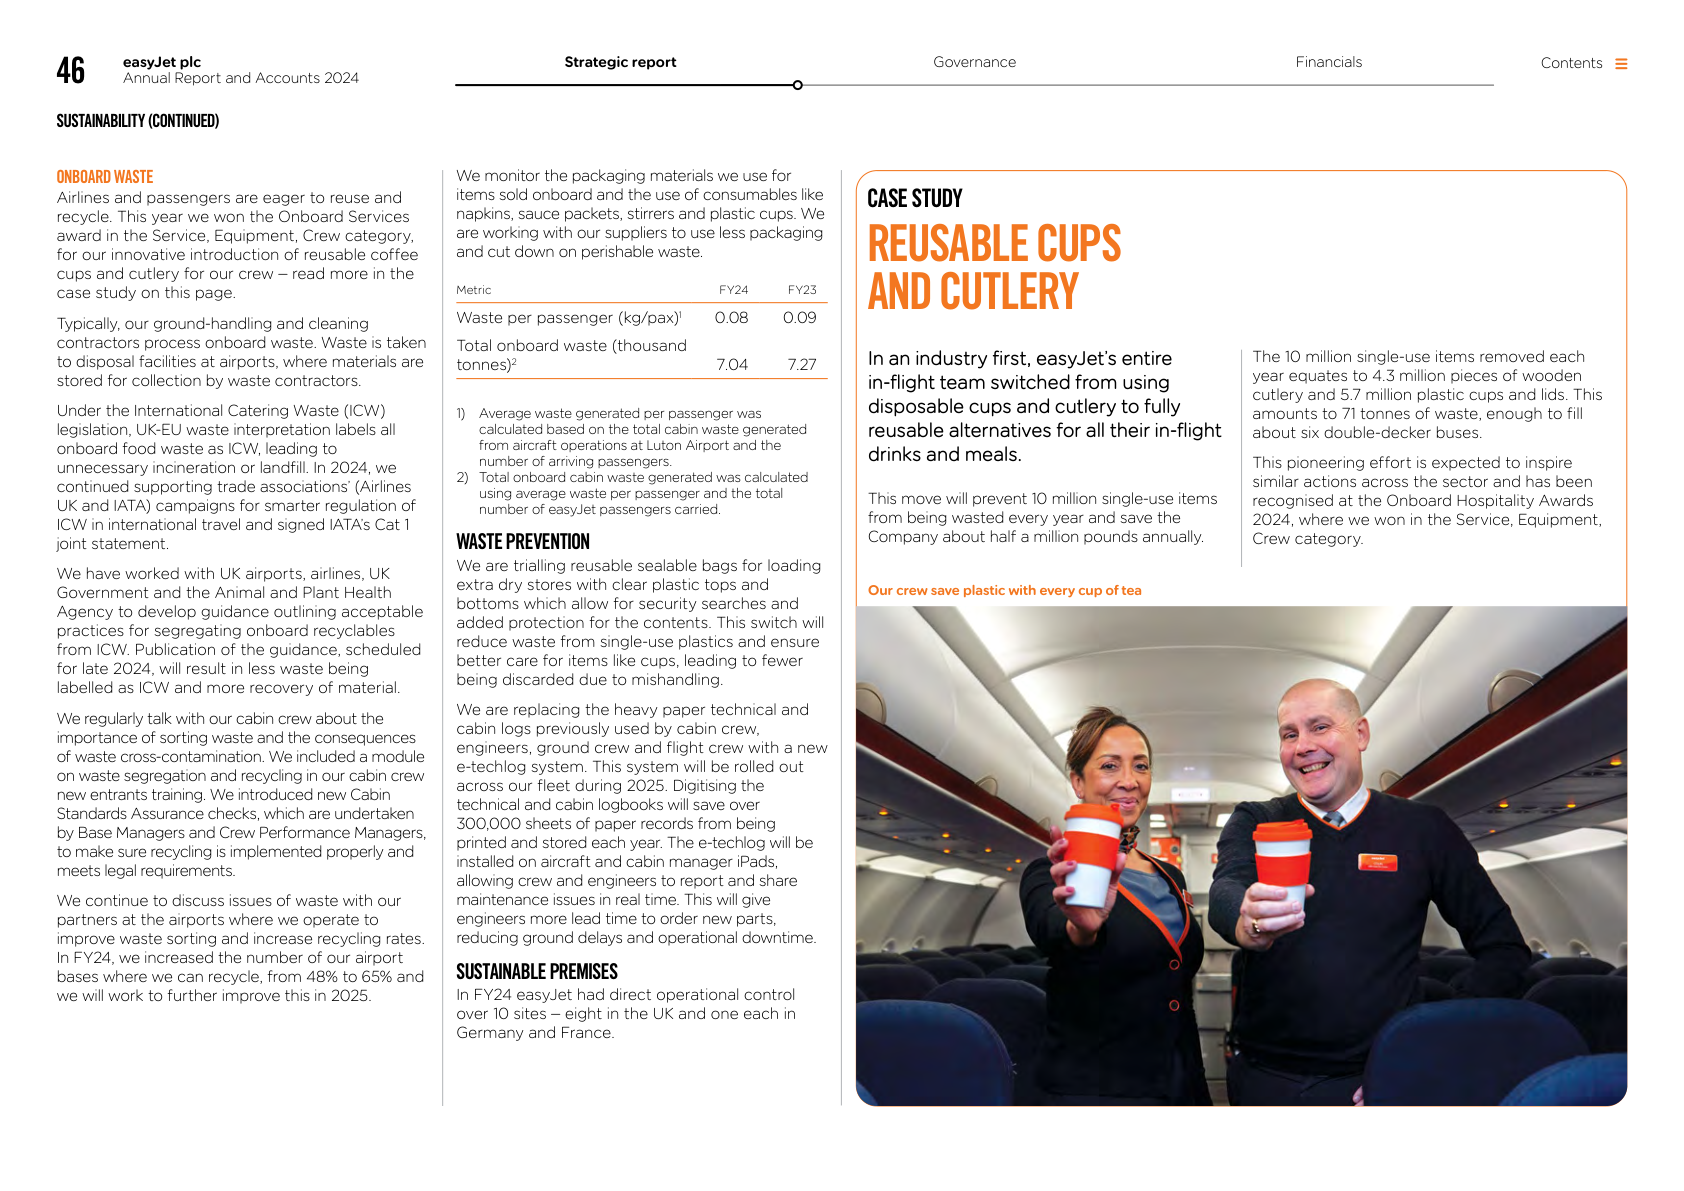 46
easyJet plc
Annual Report and Accounts 2024
Strategic report
Governance
Financials
Contents
SUSTAINABILITY (CONTINUED)
ONBOARD WASTE
Airlines and passengers are eager to reuse and
recycle. This year we won the Onboard Services
award in the Service, Equipment, Crew category,
for our innovative introduction of reusable coffee
cups and cutlery for our crew – read more in the
case study on this page.
Typically, our ground-handling and cleaning
contractors process onboard waste. Waste is taken
to disposal facilities at airports, where materials are
stored for collection by waste contractors.
Under the International Catering Waste (ICW)
legislation, UK-EU waste interpretation labels all
onboard food waste as ICW, leading to
unnecessary incineration or landfill. In 2024, we
continued supporting trade associations’ (Airlines
UK and IATA) campaigns for smarter regulation of
ICW in international travel and signed IATA’s Cat 1
joint statement.
We have worked with UK airports, airlines, UK
Government and the Animal and Plant Health
Agency to develop guidance outlining acceptable
practices for segregating onboard recyclables
from ICW. Publication of the guidance, scheduled
for late 2024, will result in less waste being
labelled as ICW and more recovery of material.
We regularly talk with our cabin crew about the
importance of sorting waste and the consequences
of waste cross-contamination. We included a module
on waste segregation and recycling in our cabin crew
new entrants training. We introduced new Cabin
Standards Assurance checks, which are undertaken
by Base Managers and Crew Performance Managers,
to make sure recycling is implemented properly and
meets legal requirements.
We continue to discuss issues of waste with our
partners at the airports where we operate to
improve waste sorting and increase recycling rates.
In FY24, we increased the number of our airport
bases where we can recycle, from 48% to 65% and
we will work to further improve this in 2025.
We monitor the packaging materials we use for
items sold onboard and the use of consumables like
napkins, sauce packets, stirrers and plastic cups. We
are working with our suppliers to use less packaging
and cut down on perishable waste.
Metric FY24 FY23
Waste per passenger (kg/pax)¹ 0.08 0.09
Total onboard waste (thousand
tonnes)² 7.04 7.27
1) Average waste generated per passenger was
calculated based on the total cabin waste generated
from aircraft operations at Luton Airport and the
number of arriving passengers.
2) Total onboard cabin waste generated was calculated
using average waste per passenger and the total
number of easyJet passengers carried.
WASTE PREVENTION
We are trialling reusable sealable bags for loading
extra dry stores with clear plastic tops and
bottoms which allow for security searches and
added protection for the contents. This switch will
reduce waste from single-use plastics and ensure
better care for items like cups, leading to fewer
being discarded due to mishandling.
We are replacing the heavy paper technical and
cabin logs previously used by cabin crew,
engineers, ground crew and flight crew with a new
e-techlog system. This system will be rolled out
across our fleet during 2025. Digitising the
technical and cabin logbooks will save over
300,000 sheets of paper records from being
printed and stored each year. The e-techlog will be
installed on aircraft and cabin manager iPads,
allowing crew and engineers to report and share
maintenance issues in real time. This will give
engineers more lead time to order new parts,
reducing ground delays and operational downtime.
SUSTAINABLE PREMISES
In FY24 easyJet had direct operational control
over 10 sites – eight in the UK and one each in
Germany and France.
CASE STUDY
REUSABLE CUPS
AND CUTLERY
In an industry first, easyJet’s entire
in-flight team switched from using
disposable cups and cutlery to fully
reusable alternatives for all their in-flight
drinks and meals.
This move will prevent 10 million single-use items
from being wasted every year and save the
Company about half a million pounds annually.
The 10 million single-use items removed each
year equates to 4.3 million pieces of wooden
cutlery and 5.7 million plastic cups and lids. This
amounts to 71 tonnes of waste, enough to fill
about six double-decker buses.
This pioneering effort is expected to inspire
similar actions across the sector and has been
recognised at the Onboard Hospitality Awards
2024, where we won in the Service, Equipment,
Crew category.
Our crew save plastic with every cup of tea